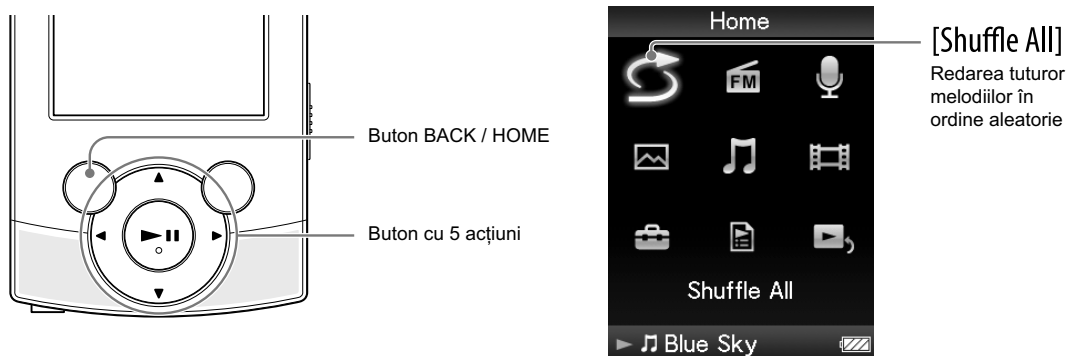 Buton BACK / HOME
Buton cu 5 acțiuni
Home
FM
Shuffle All
Blue Sky
[Shuffle All]
Redarea tuturor
melodiilor în
ordine aleatorie